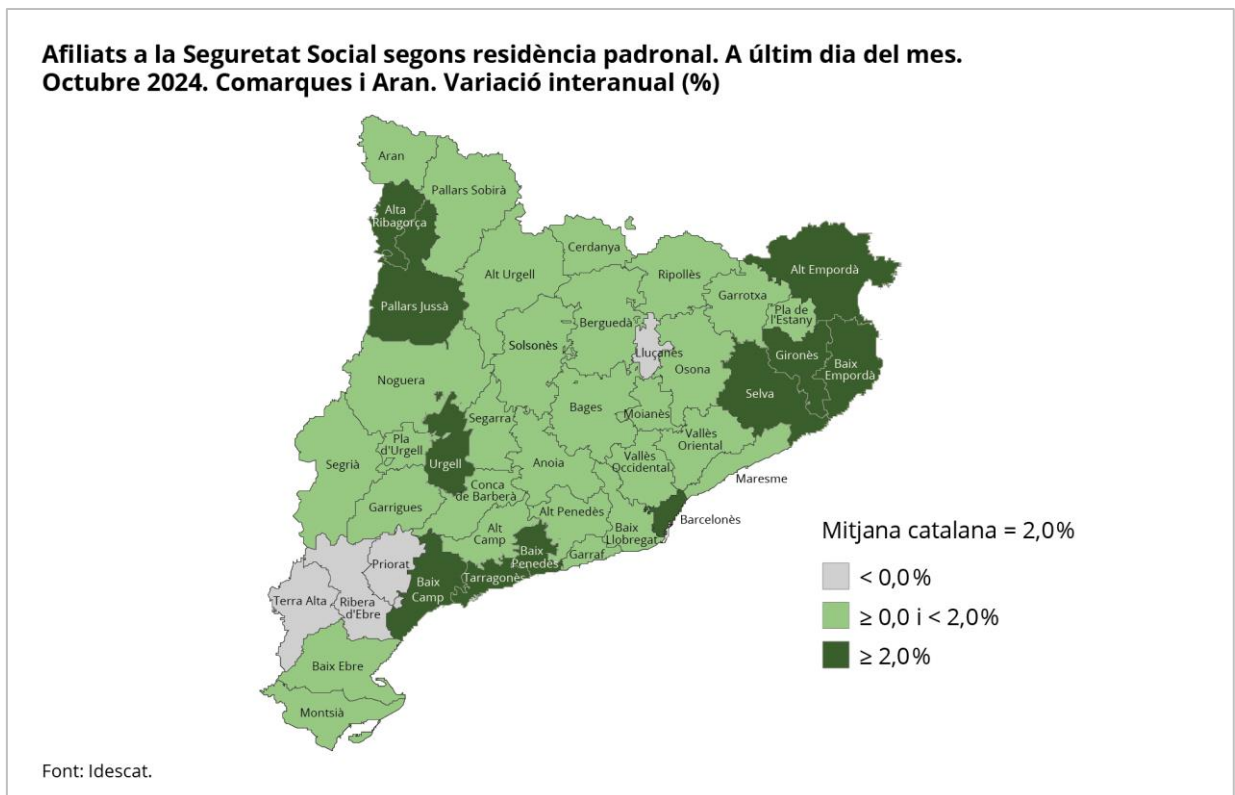 Afiliats a la Seguretat Social segons residència padronal. A últim dia del mes.
Octubre 2024. Comarques i Aran. Variació interanual (%)
Aran
Pallars Sobirà
Alta
Ribagorça
Cerdanya
Alt Urgell
Ripollès
Alt Empordà
Garrotxa
Pallars Jussà
Pla de
l'Estany
Berguedà
Solsonès
Lluçanès
Gironès
Baix
Empordà
Osona
Noguera
Selva
Bages
Moianès
Segarra
Vallès
Oriental
Pla
d'Urgell
Segrià
Urgell
Anoia
Vallès
Occidental
Maresme
Conca
de Barberà
Garrigues
Alt Penedès
Barcelonès
Alt
Camp
Baix
Llobregat
Baix
Penedès
Garraf
Priorat
Tarragonès
Baix
Camp
Terra Alta
Ribera
d'Ebre
Baix Ebre
Montsià
Mitjana catalana = 2,0%
< 0,0%
≥ 0,0 i < 2,0%
≥ 2,0%
Font: Idescat.